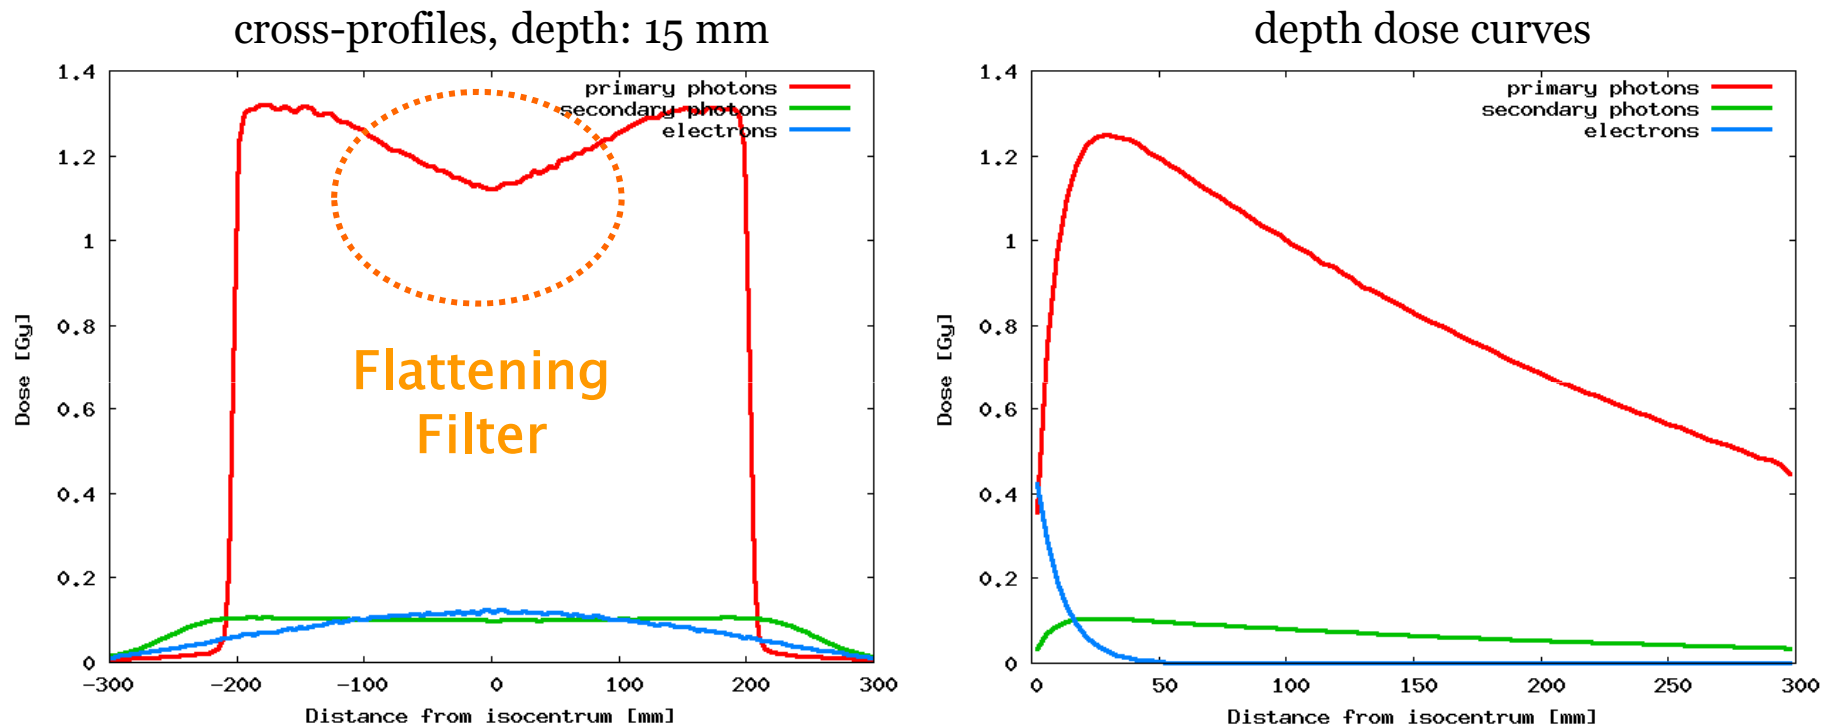 cross-profiles, depth: 15 mm
1.4
1.2
1
0.8
0.6
0.4
0.2
0
Dose [Gy]
primary photons
secondary photons
electrons
Flattening
Filter
-300 -200 -100 0 100 200 300
Distance from isocentrum [mm]
depth dose curves
1.4
1.2
1
0.8
0.6
0.4
0.2
0
Dose [Gy]
primary photons
secondary photons
electrons
0 50 100 150 200 250 300
Distance from isocentrum [mm]